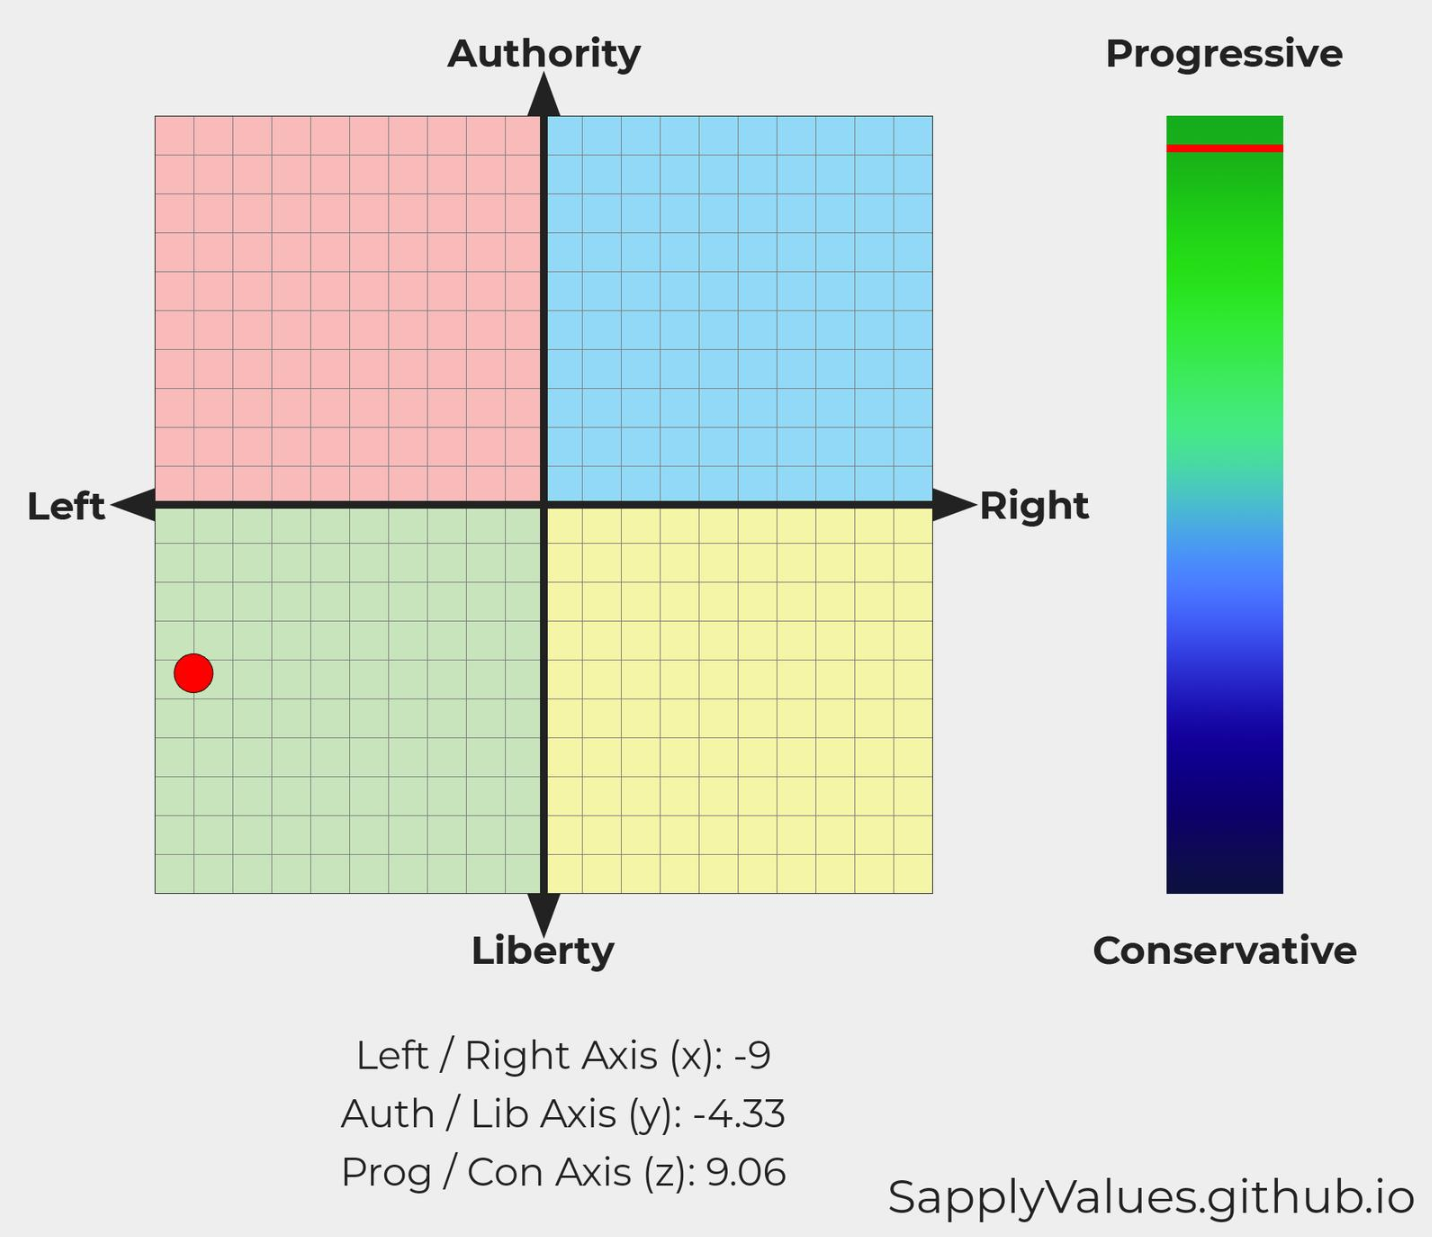 Authority
Progressive
Left
Right
Liberty
Conservative
Left / Right Axis (x): -9
Auth / Lib Axis (y): -4.33
Prog / Con Axis (z): 9.06
SapplyValues.github.io